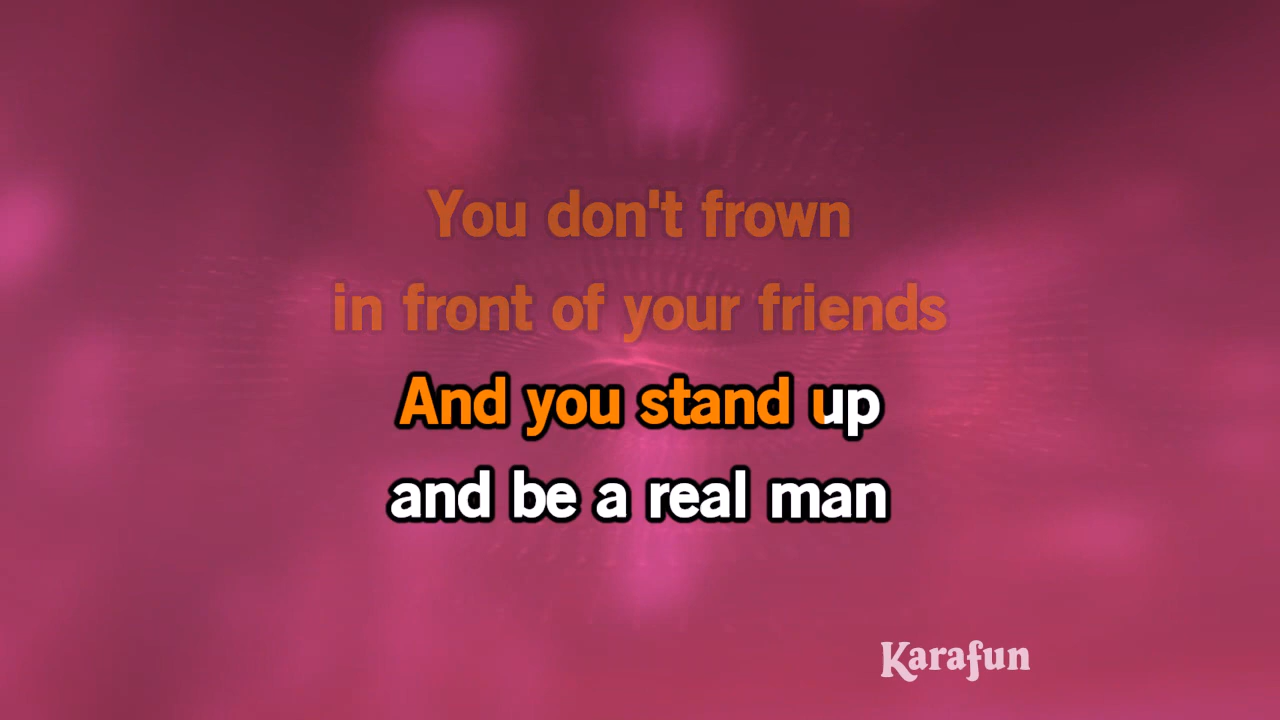 You don't frown
in front of your friends
And you stand up
and be a real man
Karafun